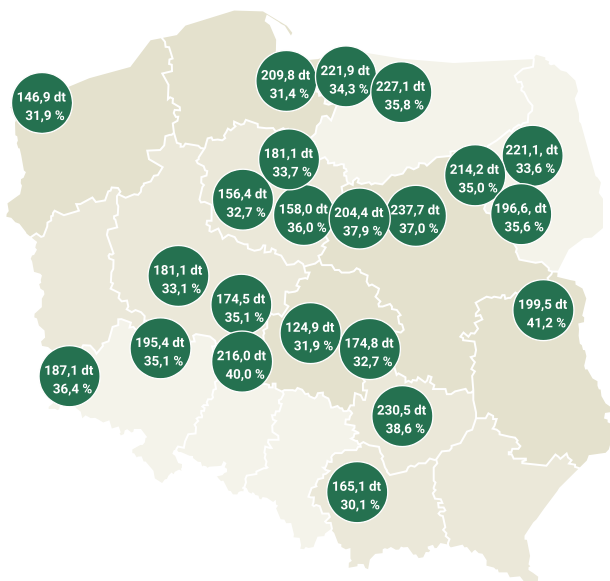 209,8 dt
31,4 %
221,9 dt
34,3 %
227,1 dt
35,8 %
146,9 dt
31,9 %
181,1 dt
33,7 %
221,1, dt
33,6 %
214,2 dt
35,0 %
156,4 dt
32,7 %
158,0 dt
36,0 %
204,4 dt
37,9 %
237,7 dt
37,0 %
196,6, dt
35,6 %
181,1 dt
33,1 %
174,5 dt
35,1 %
199,5 dt
41,2 %
124,9 dt
31,9 %
174,8 dt
32,7 %
195,4 dt
35,1 %
216,0 dt
40,0 %
187,1 dt
36,4 %
230,5 dt
38,6 %
165,1 dt
30,1 %